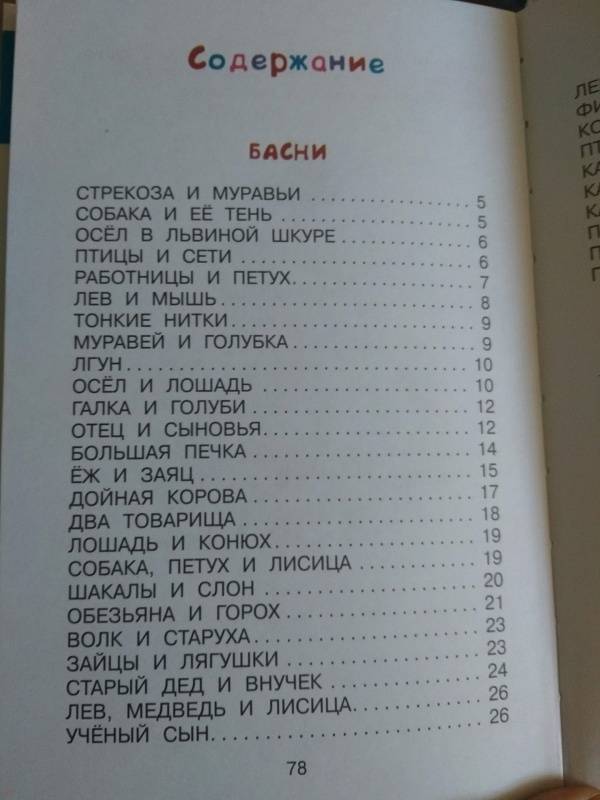 Содержание
БАСНИ
СТРЕКОЗА И МУРАВЬИ . . . . . . . . . . . . . . . 5
СОБАКА И ЕЁ ТЕНЬ . . . . . . . . . . . . . . . 5
ОСЁЛ В ЛЬВИНОЙ ШКУРЕ . . . . . . . . . . . . . . . 6
ПТИЦЫ И СЕТИ . . . . . . . . . . . . . . . 6
РАБОТНИЦЫ И ПЕТУХ . . . . . . . . . . . . . . . 7
ЛЕВ И МЫШЬ . . . . . . . . . . . . . . . 8
ТОНКИЕ НИТКИ . . . . . . . . . . . . . . . 9
МУРАВЕЙ И ГОЛУБКА . . . . . . . . . . . . . . . 9
ЛГУН . . . . . . . . . . . . . . . 10
ОСЁЛ И ЛОШАДЬ . . . . . . . . . . . . . . . 10
ГАЛКА И ГОЛУБИ . . . . . . . . . . . . . . . 12
ОТЕЦ И СЫНОВЬЯ . . . . . . . . . . . . . . . 12
БОЛЬШАЯ ПЕЧКА . . . . . . . . . . . . . . . 14
ЁЖ И ЗАЯЦ . . . . . . . . . . . . . . . 15
ДОЙНАЯ КОРОВА . . . . . . . . . . . . . . . 17
ДВА ТОВАРИЩА . . . . . . . . . . . . . . . 18
ЛОШАДЬ И КОНЮХ . . . . . . . . . . . . . . . 19
СОБАКА, ПЕТУХ И ЛИСИЦА . . . . . . . . . . . . . . . 19
ШАКАЛЫ И СЛОН . . . . . . . . . . . . . . . 20
ОБЕЗЬЯНА И ГОРОХ . . . . . . . . . . . . . . . 21
ВОЛК И СТАРУХА . . . . . . . . . . . . . . . 23
ЗАЙЦЫ И ЛЯГУШКИ . . . . . . . . . . . . . . . 23
СТАРЫЙ ДЕД И ВНУЧЕК . . . . . . . . . . . . . . . 24
ЛЕВ, МЕДВЕДЬ И ЛИСИЦА . . . . . . . . . . . . . . . 26
УЧЁНЫЙ СЫН . . . . . . . . . . . . . . . 26
78